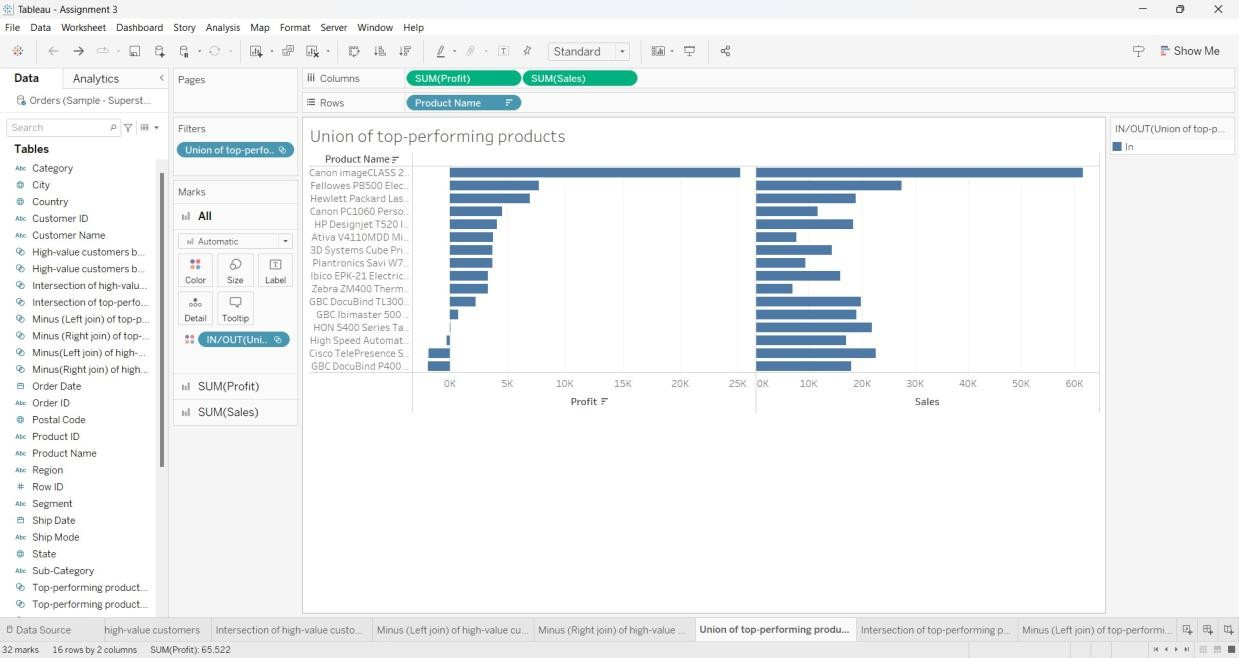 Tableau - Assignment 3
File Data Worksheet Dashboard Story Analysis Map Format Server Window Help
Standard
Show Me
Data Analytics
Orders (Sample - Superst...
Search
Tables
Abc Category
City
Country
Abc Customer ID
Abc Customer Name
High-value customers b...
High-value customers b...
Intersection of high-valu...
Intersection of top-perfo...
Minus (Left join) of top-p...
Minus (Right join) of top-...
Minus(Left join) of high-...
Minus(Right join) of high...
Order Date
Abc Order ID
Postal Code
Abc Product ID
Abc Product Name
Abc Region
# Row ID
Abc Segment
Ship Date
Abc Ship Mode
State
Abc Sub-Category
Top-performing product...
Top-performing product...
Pages
Filters
Union of top-perfo..
Marks
All
Automatic
Color Size Label
Detail Tooltip
IN/OUT(Uni..
SUM(Profit)
SUM(Sales)
Columns SUM(Profit) SUM(Sales)
Rows Product Name
Union of top-performing products
Product Name
Canon imageCLASS 2..
Fellowes PB500 Elec..
Hewlett Packard Las..
Canon PC1060 Perso..
HP Designjet T520 I..
Ativa V4110MDD Mi..
3D Systems Cube Pri..
Plantronics Savi W7..
Ibico EPK-21 Electric..
Zebra ZM400 Therm..
GBC DocuBind TL300..
GBC Ibimaster 500 ..
HON 5400 Series Ta..
High Speed Automat..
Cisco TelePresence S..
GBC DocuBind P400 ..
0K 5K 10K 15K 20K 25K 0K 10K 20K 30K 40K 50K 60K
Profit Sales
IN/OUT(Union of top-p...
In
Data Source high-value customers Intersection of high-value custo... Minus (Left join) of high-value cu... Minus (Right join) of high-value ... Union of top-performing produ... Intersection of top-performing p... Minus (Left join) of top-performi...
32 marks 16 rows by 2 columns SUM(Profit): 65.522